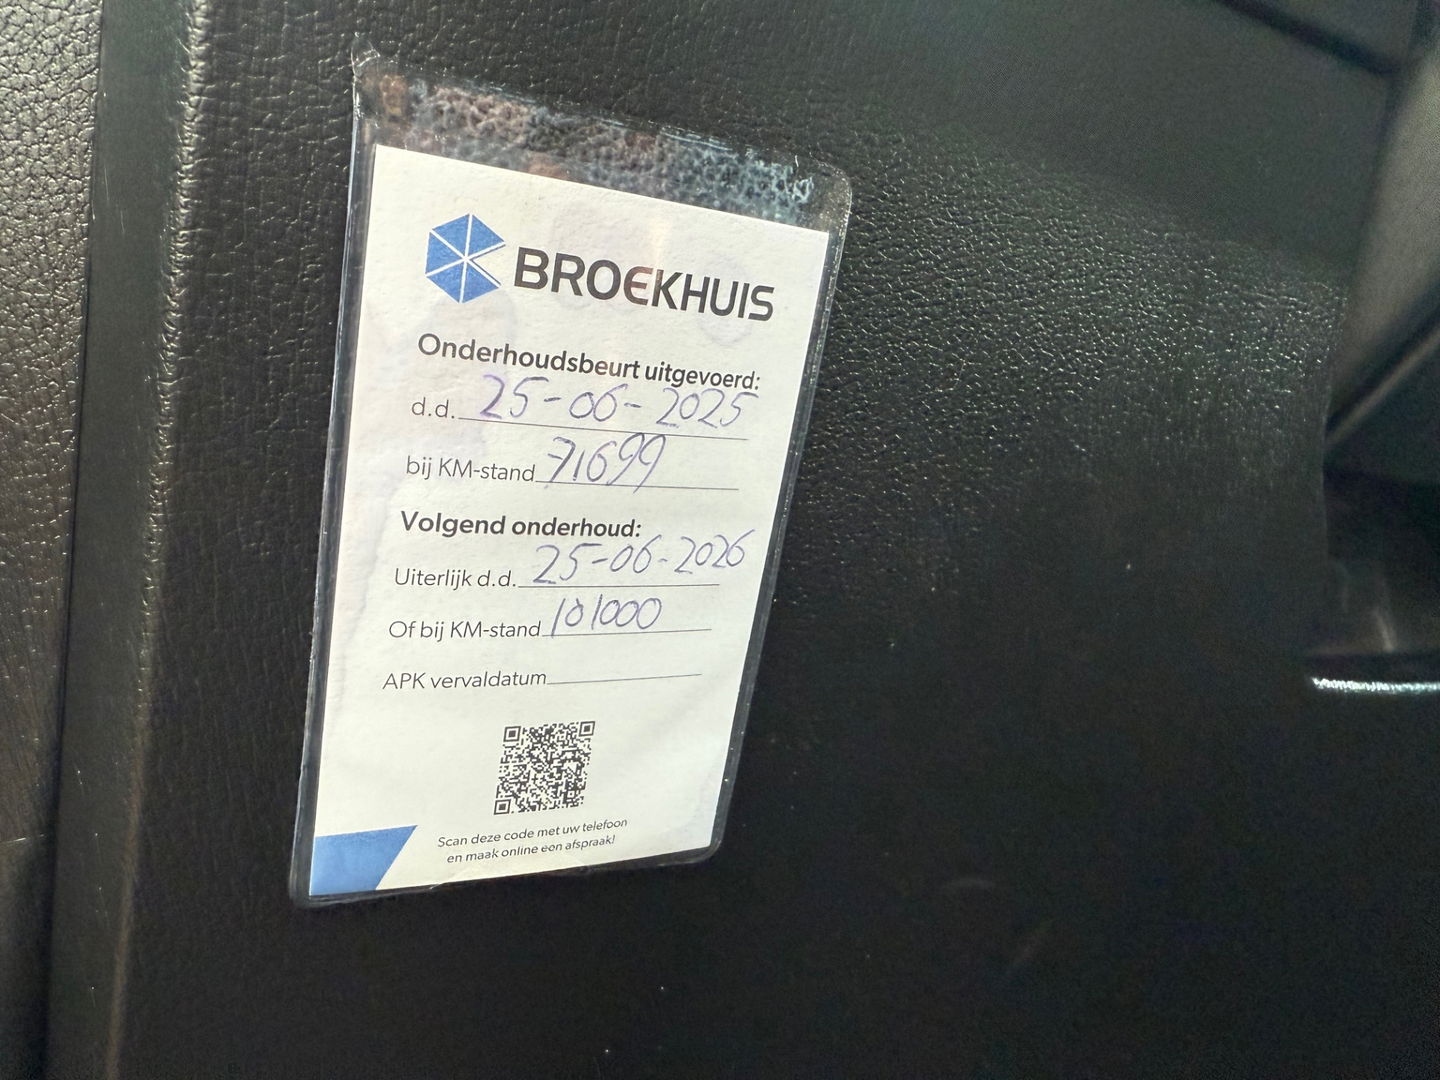 BROEKHUIS
Onderhoudsbeurt uitgevoerd:
d.d. 25-06-2025
bij KM-stand 71699
Volgend onderhoud:
Uiterlijk d.d. 25-06-2026
Of bij KM-stand 101000
APK vervaldatum
Scan deze code met uw telefoon
en maak online een afspraak!